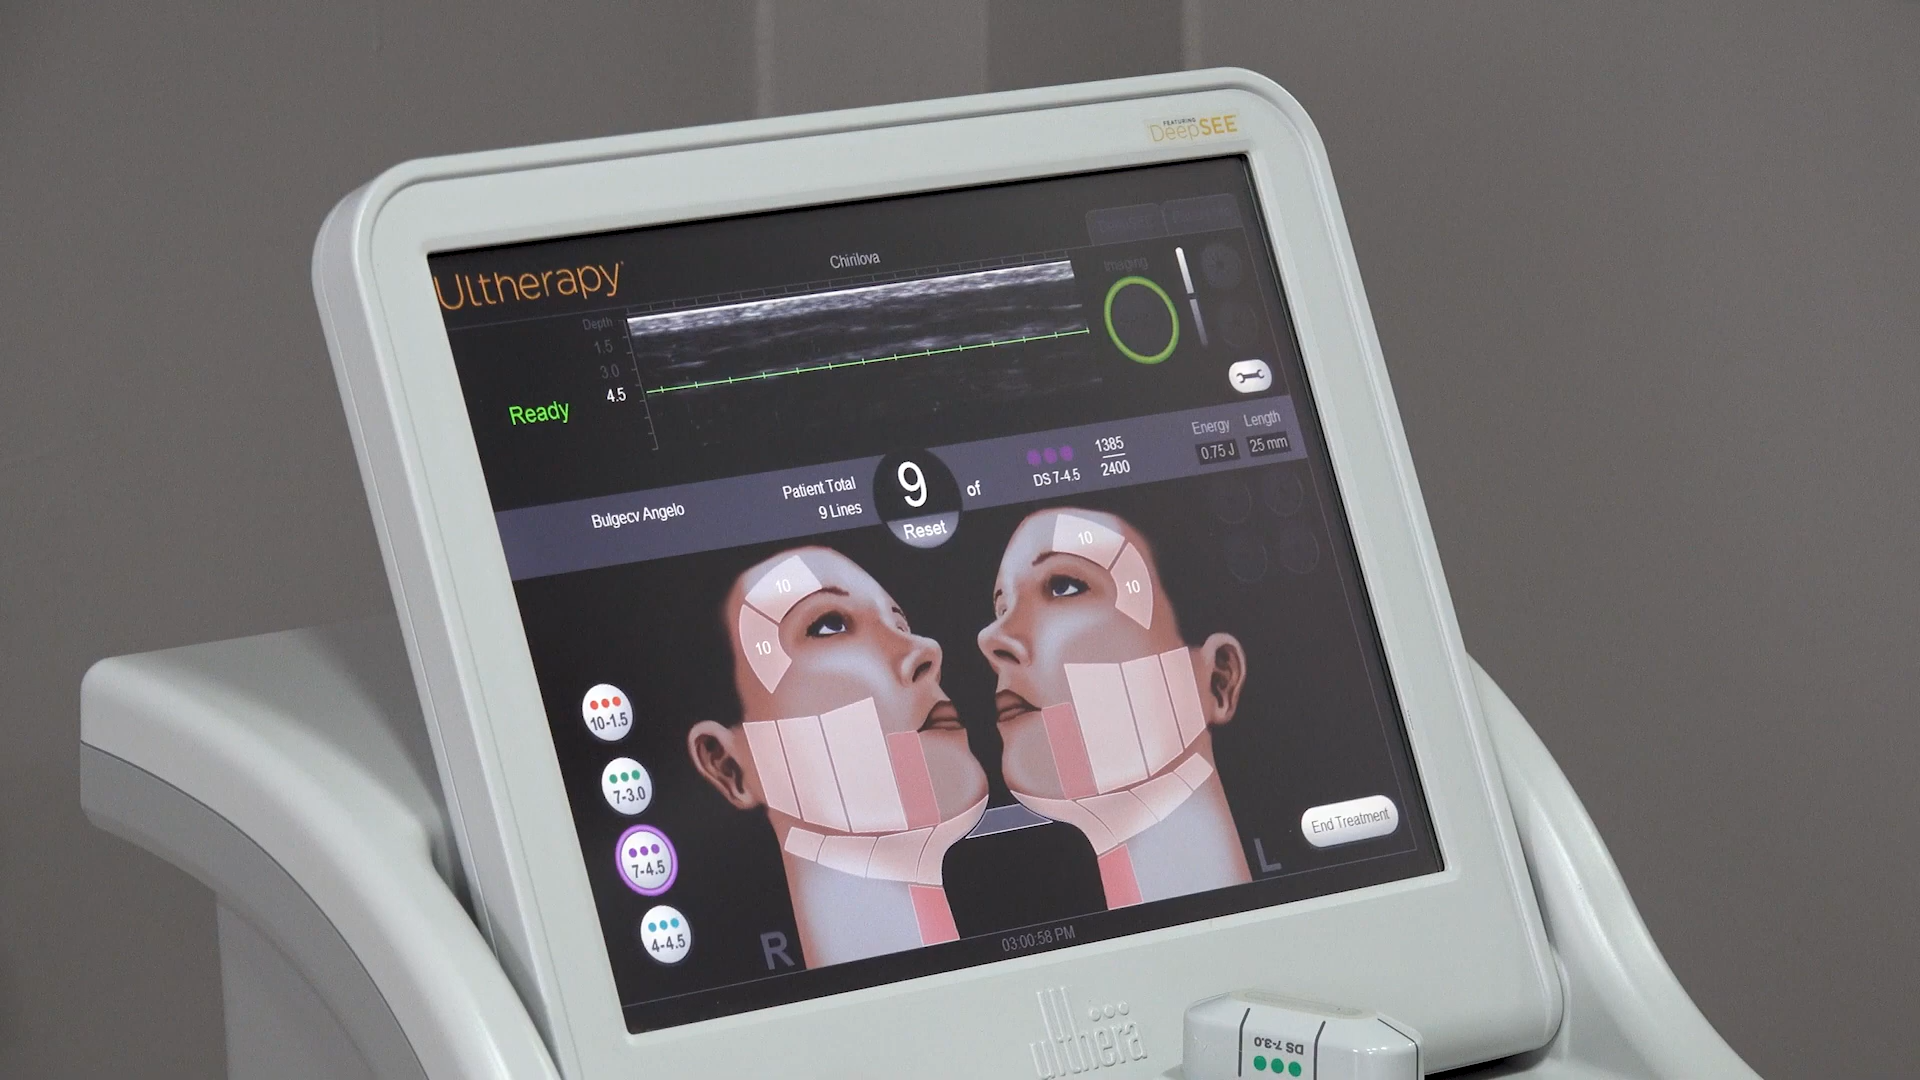 FEATURING
DeepSEE
Ultherapy
Chirilova
Imaging
Depth
1.5
3.0
4.5
Ready
Energy
Length
0.75 J
25 mm
Bulgecv Angelo
Patient Total
9 Lines
9
Reset
of
DS 7-4.5
1385
2400
10
10
10
10
10-1.5
7-3.0
7-4.5
4-4.5
End Treatment
R
L
03:00:58 PM
ulthera
DS 7-3.0